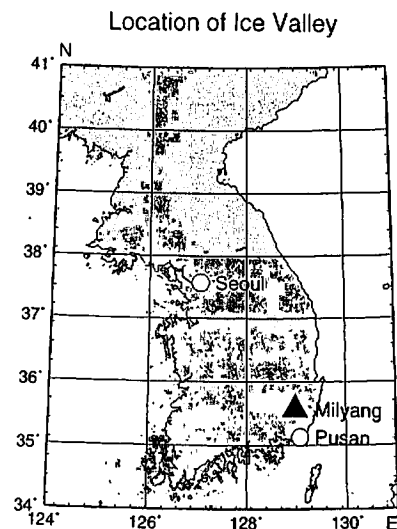 Location of Ice Valley
N
41°
40°
39°
38°
Seoul
37°
36°
Milyang
Pusan
35°
34°
124° 126° 128° 130° E